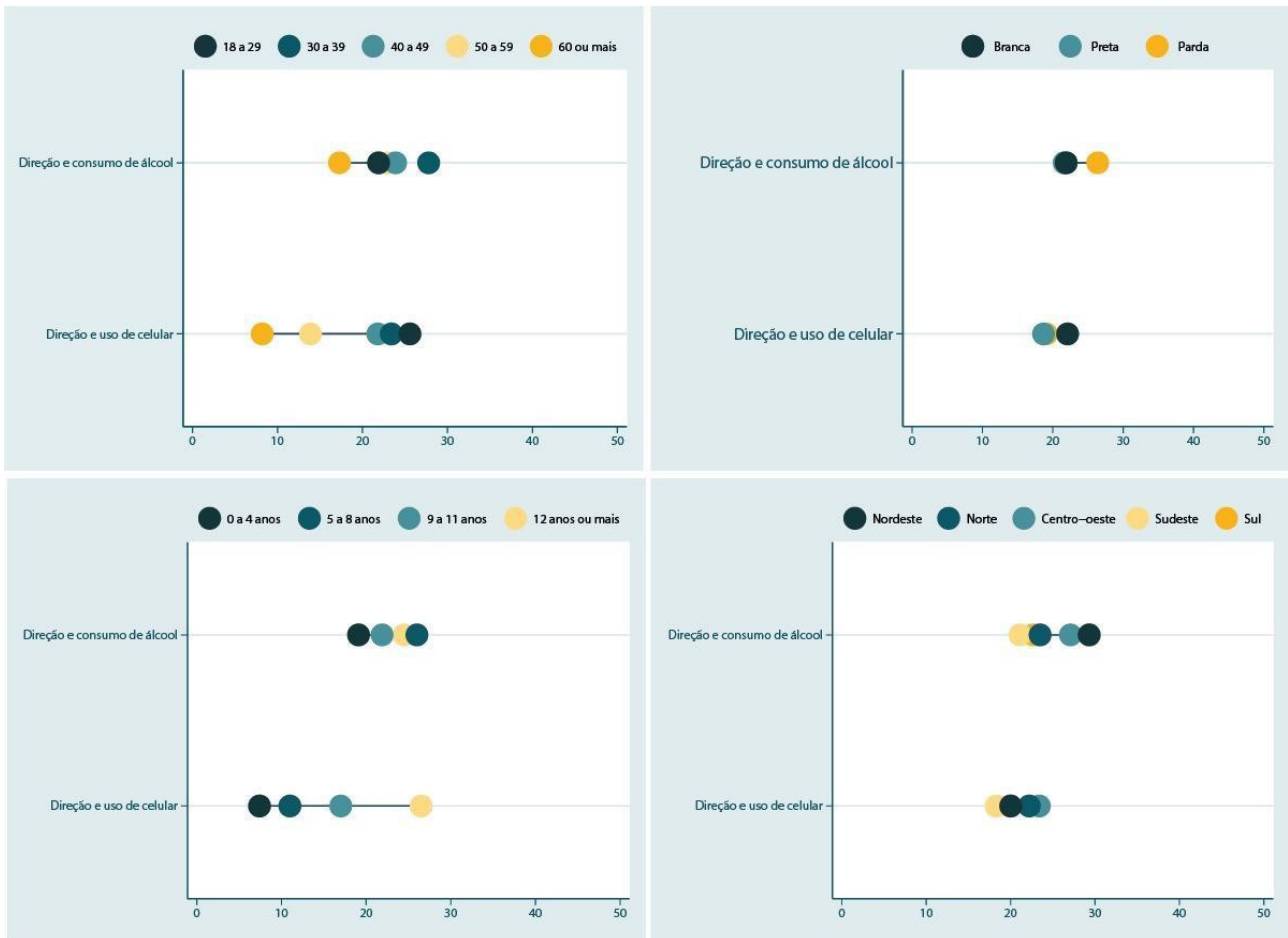 18 a 29 30 a 39 40 a 49 50 a 59 60 ou mais
Direção e consumo de álcool
Direção e uso de celular
0 10 20 30 40 50
Branca Preta Parda
Direção e consumo de álcool
Direção e uso de celular
0 10 20 30 40 50
0 a 4 anos 5 a 8 anos 9 a 11 anos 12 anos ou mais
Direção e consumo de álcool
Direção e uso de celular
0 10 20 30 40 50
Nordeste Norte Centro-oeste Sudeste Sul
Direção e consumo de álcool
Direção e uso de celular
0 10 20 30 40 50